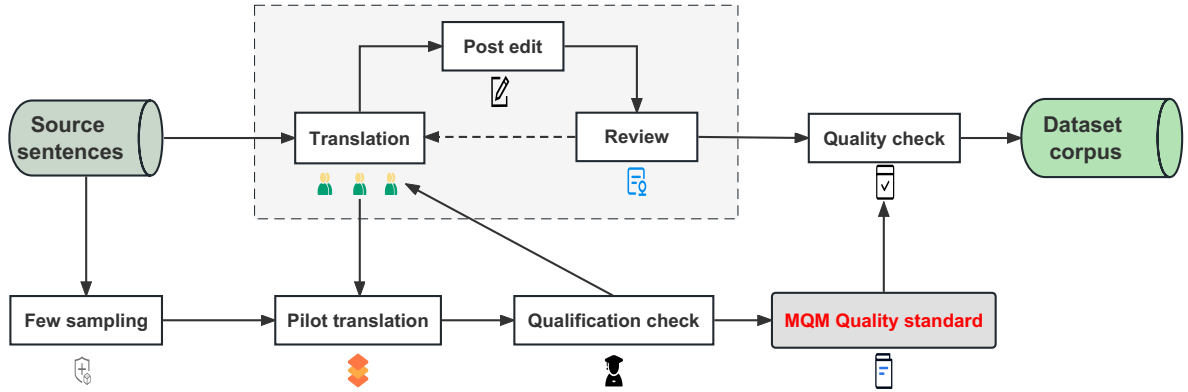 Post edit
Source
sentences
Translation
Review
Quality check
Dataset
corpus
Few sampling
Pilot translation
Qualification check
MQM Quality standard